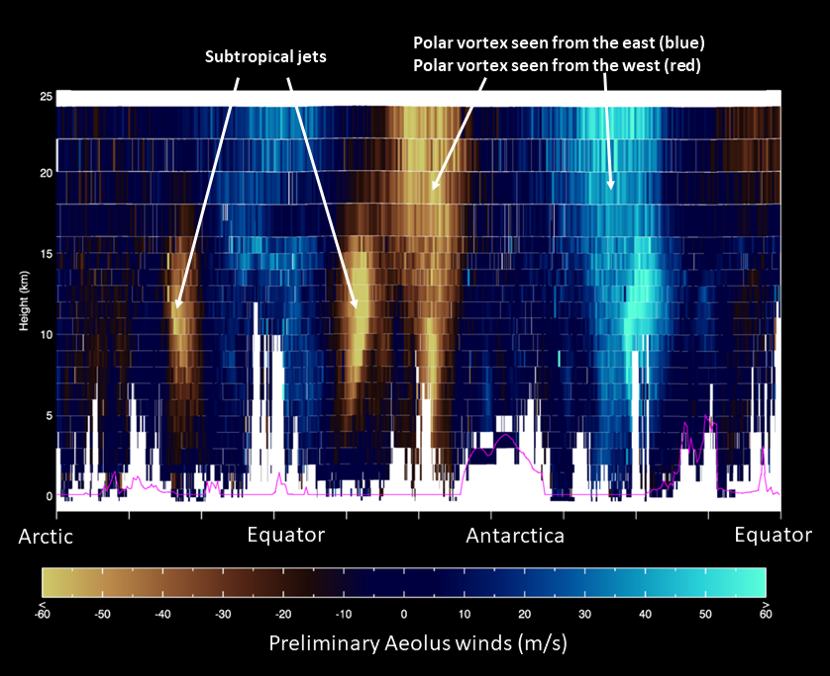 Subtropical jets
Polar vortex seen from the east (blue)
Polar vortex seen from the west (red)
25
20
15
10
5
0
Height (km)
Arctic
Equator
Antarctica
Equator
<
>
-60
-50
-40
-30
-20
-10
0
10
20
30
40
50
60
Preliminary Aeolus winds (m/s)